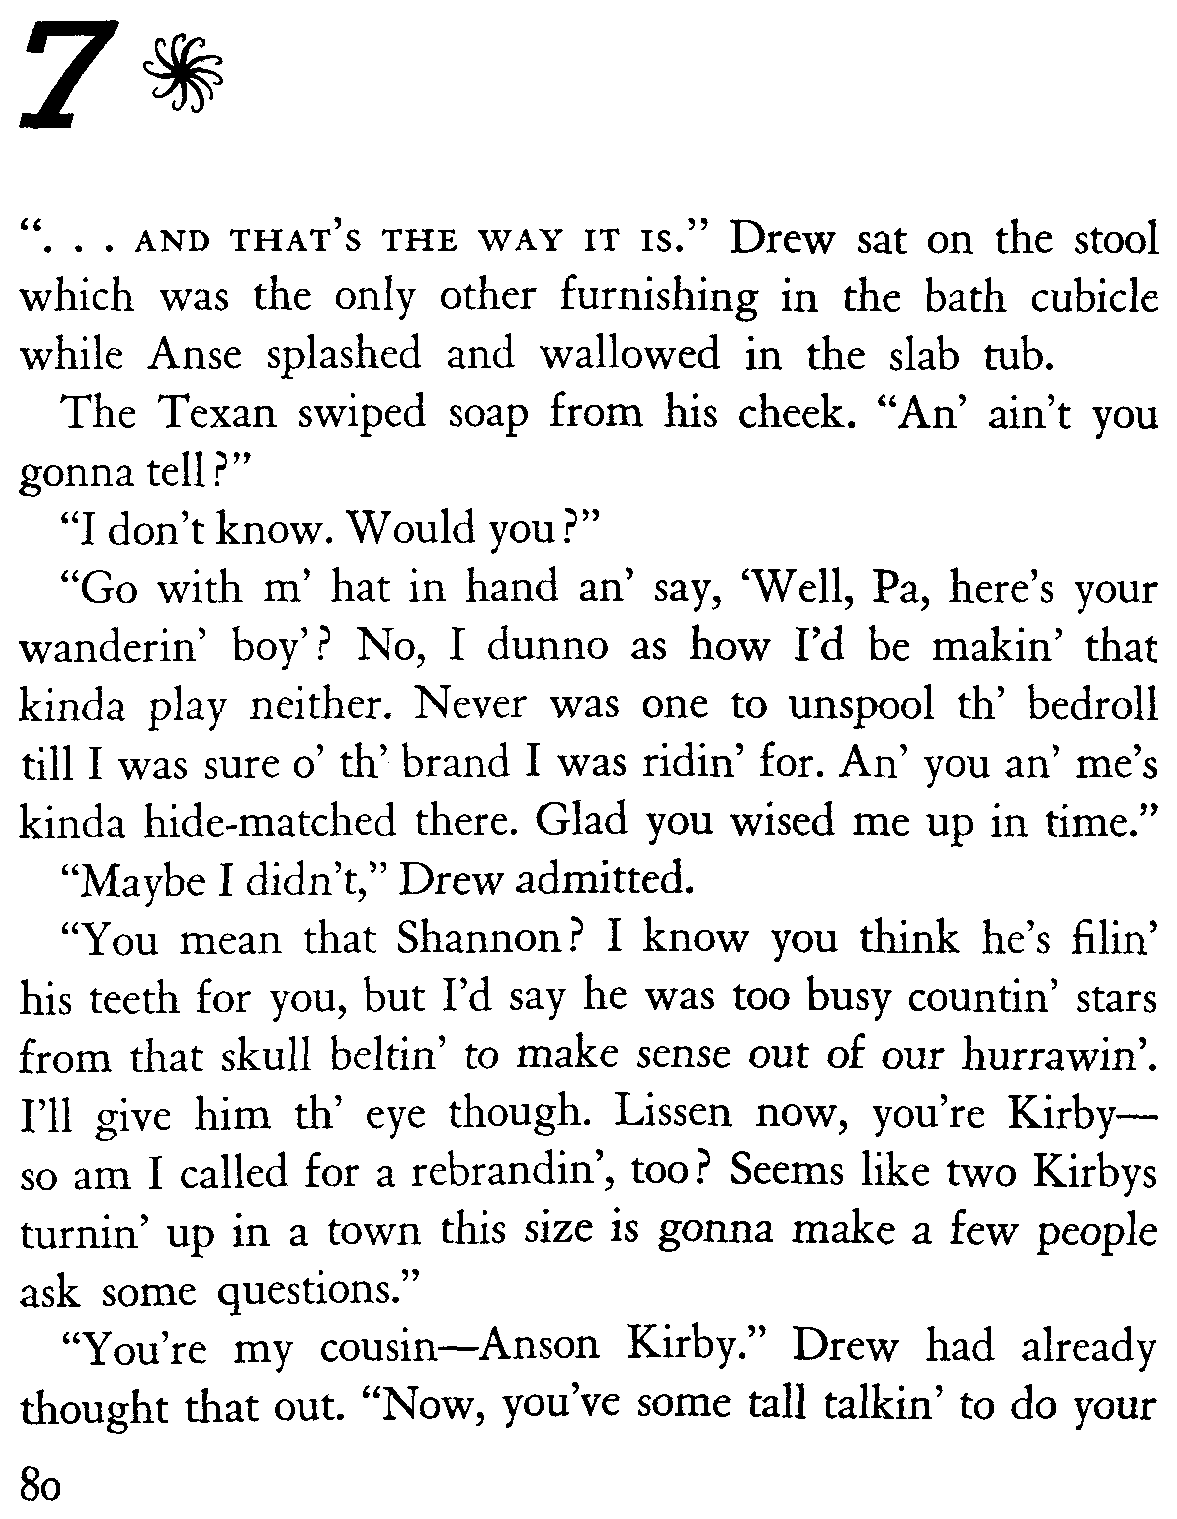 7
“. . . AND THAT’S THE WAY IT IS.” Drew sat on the stool
which was the only other furnishing in the bath cubicle
while Anse splashed and wallowed in the slab tub.
The Texan swiped soap from his cheek. “An’ ain’t you
gonna tell?”
“I don’t know. Would you?”
“Go with m’ hat in hand an’ say, ‘Well, Pa, here’s your
wanderin’ boy’? No, I dunno as how I’d be makin’ that
kinda play neither. Never was one to unspool th’ bedroll
till I was sure o’ th’ brand I was ridin’ for. An’ you an’ me’s
kinda hide-matched there. Glad you wised me up in time.”
“Maybe I didn’t,” Drew admitted.
“You mean that Shannon? I know you think he’s filin’
his teeth for you, but I’d say he was too busy countin’ stars
from that skull beltin’ to make sense out of our hurrawin’.
I’ll give him th’ eye though. Lissen now, you’re Kirby—
so am I called for a rebrandin’, too? Seems like two Kirbys
turnin’ up in a town this size is gonna make a few people
ask some questions.”
“You’re my cousin—Anson Kirby.” Drew had already
thought that out. “Now, you’ve some tall talkin’ to do your
80